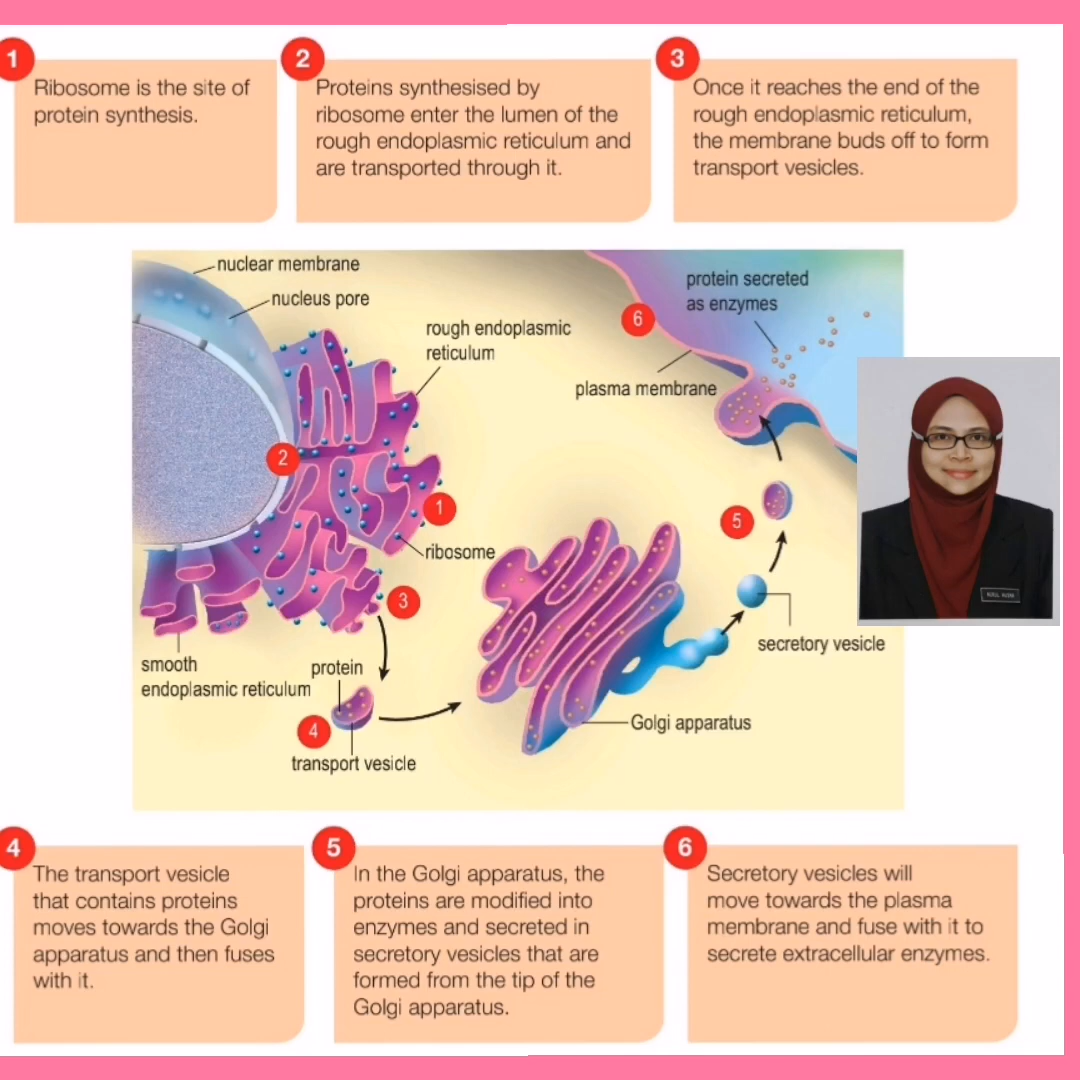 1
Ribosome is the site of
protein synthesis.
2
Proteins synthesised by
ribosome enter the lumen of the
rough endoplasmic reticulum and
are transported through it.
3
Once it reaches the end of the
rough endoplasmic reticulum,
the membrane buds off to form
transport vesicles.
nuclear membrane
nucleus pore
rough endoplasmic
reticulum
protein secreted
as enzymes
6
plasma membrane
2
1
5
ribosome
3
secretory vesicle
smooth
endoplasmic reticulum
protein
4
Golgi apparatus
transport vesicle
4
The transport vesicle
that contains proteins
moves towards the Golgi
apparatus and then fuses
with it.
5
In the Golgi apparatus, the
proteins are modified into
enzymes and secreted in
secretory vesicles that are
formed from the tip of the
Golgi apparatus.
6
Secretory vesicles will
move towards the plasma
membrane and fuse with it to
secrete extracellular enzymes.